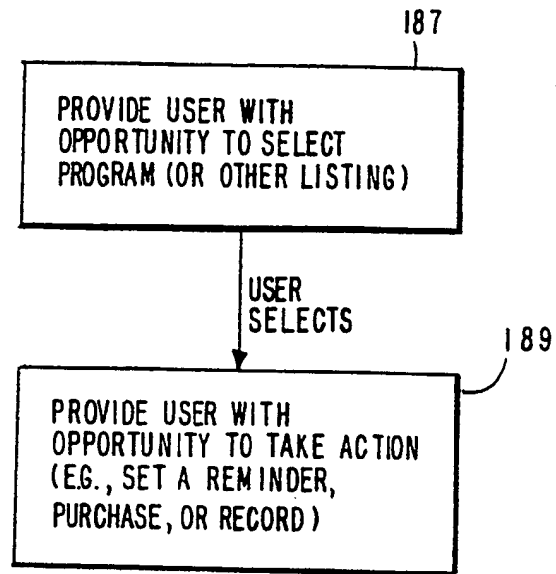 187
PROVIDE USER WITH
OPPORTUNITY TO SELECT
PROGRAM (OR OTHER LISTING)
USER
SELECTS
189
PROVIDE USER WITH
OPPORTUNITY TO TAKE ACTION
(E.G., SET A REMINDER,
PURCHASE, OR RECORD)